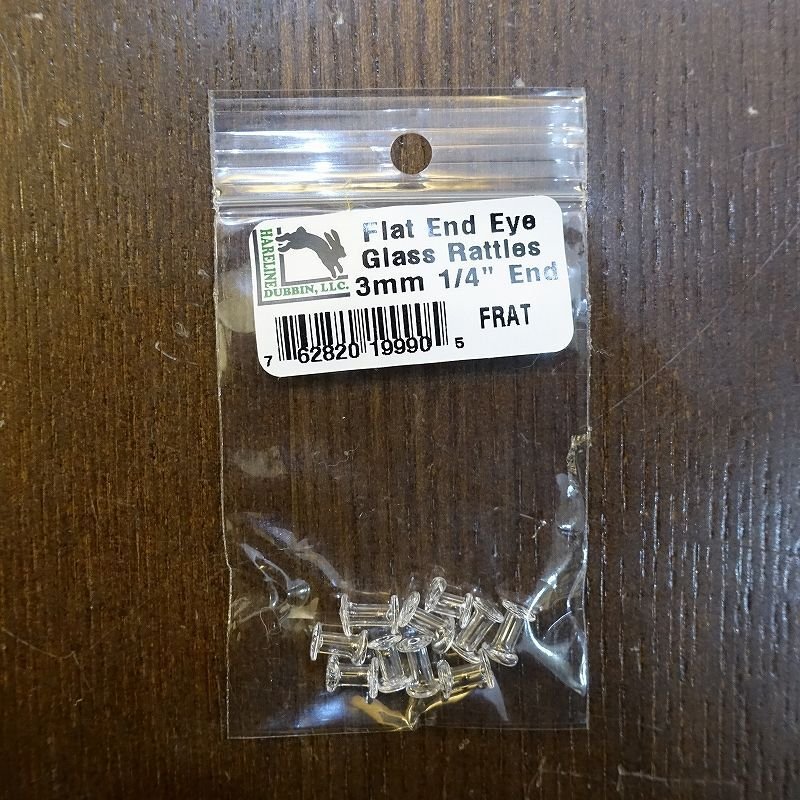 HARELINE
DUBBIN, LLC.
Flat End Eye
Glass Rattles
3mm 1/4" End
FRAT
7 62820 19990 5